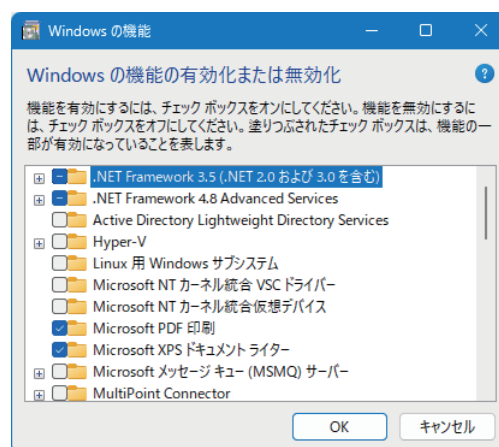 Windows の機能
Windows の機能の有効化または無効化
?
機能を有効にするには、チェック ボックスをオンにしてください。機能を無効にするに
は、チェック ボックスをオフにしてください。塗りつぶされたチェック ボックスは、機能の一
部が有効になっていることを表します。
.NET Framework 3.5 (.NET 2.0 および 3.0 を含む)
.NET Framework 4.8 Advanced Services
Active Directory Lightweight Directory Services
Hyper-V
Linux 用 Windows サブシステム
Microsoft NT カーネル統合 VSC ドライバー
Microsoft NT カーネル統合仮想デバイス
Microsoft PDF 印刷
Microsoft XPS ドキュメント ライター
Microsoft メッセージ キュー (MSMQ) サーバー
MultiPoint Connector
OK
キャンセル